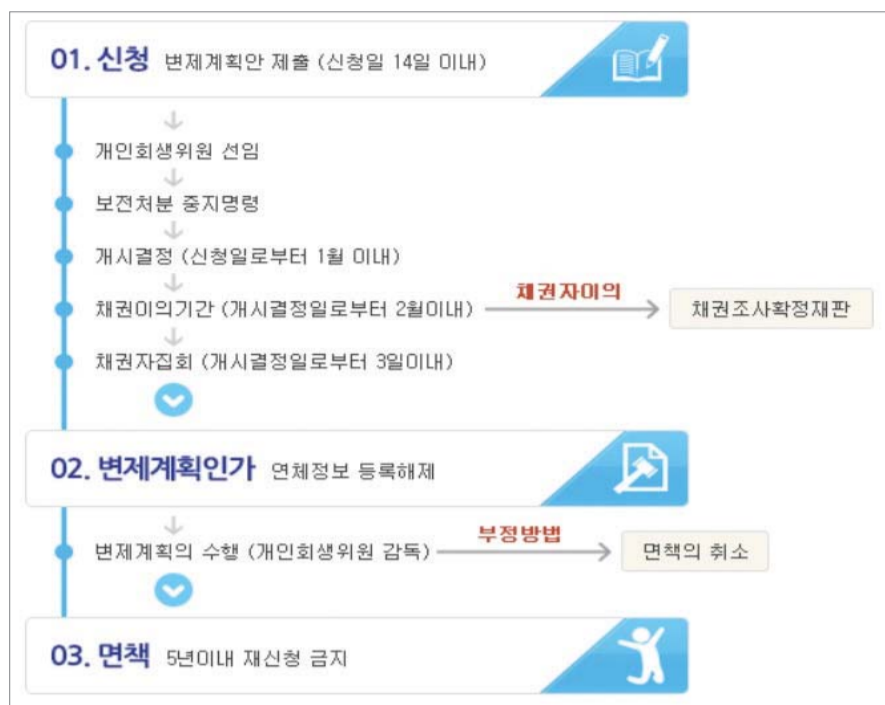 01. 신청 변제계획안 제출 (신청일 14일 이내)
개인회생위원 선임
보전처분 중지명령
개시결정 (신청일로부터 1월 이내)
채권이의기간 (개시결정일로부터 2월이내) 채권자이의 채권조사확정재판
채권자집회 (개시결정일로부터 3일이내)
02. 변제계획인가 연체정보 등록해제
변제계획의 수행 (개인회생위원 감독) 부정방법 면책의 취소
03. 면책 5년이내 재신청 금지